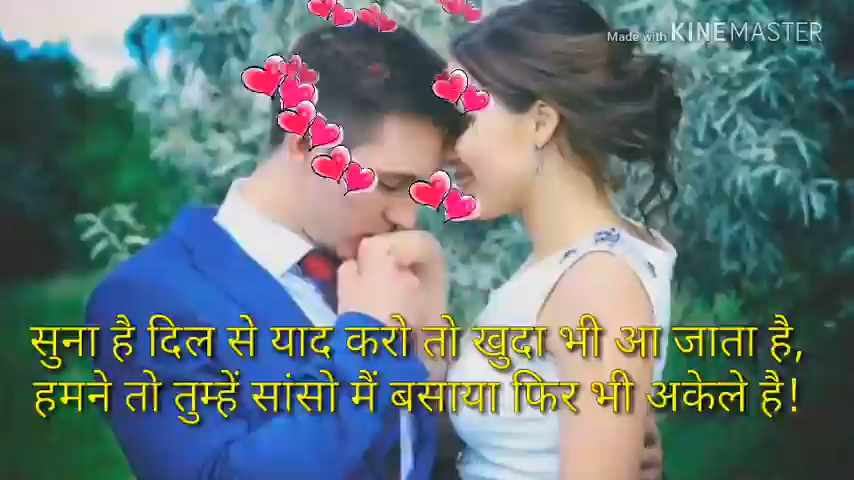 Made with KINEMASTER
सुना है दिल से याद करो तो खुदा भी आ जाता है,
हमने तो तुम्हें सांसो मैं बसाया फिर भी अकेले है!